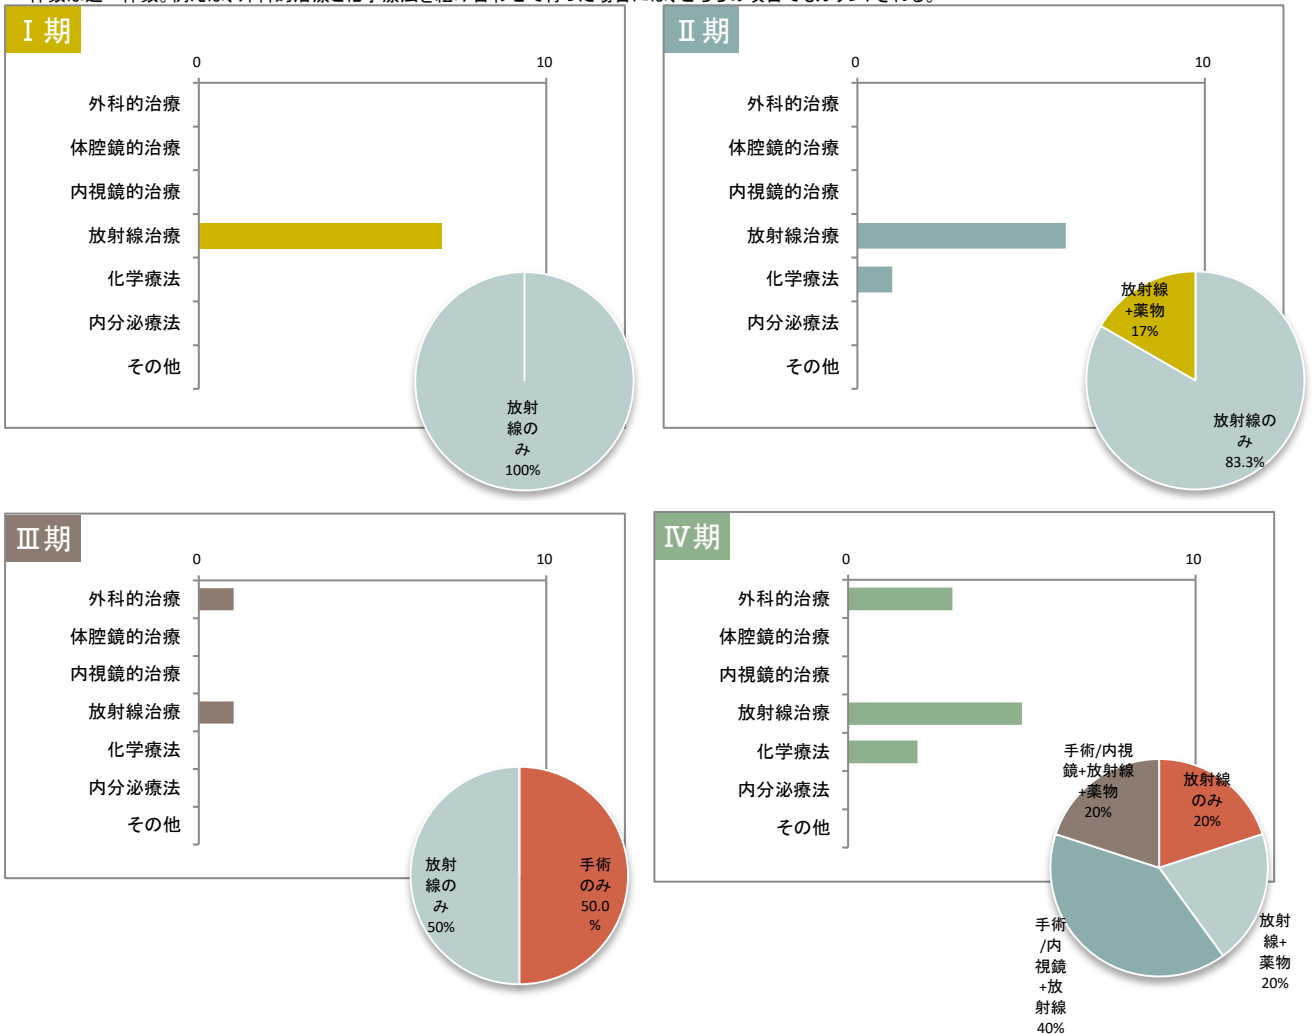 Ⅰ期
0 10
外科的治療
体腔鏡的治療
内視鏡的治療
放射線治療
化学療法
内分泌療法
その他
放射
線の
み
100%
Ⅱ期
0 10
外科的治療
体腔鏡的治療
内視鏡的治療
放射線治療
化学療法
内分泌療法
その他
放射線
+薬物
17%
放射線の
み
83.3%
Ⅲ期
0 10
外科的治療
体腔鏡的治療
内視鏡的治療
放射線治療
化学療法
内分泌療法
その他
放射
線の
み
50%
手術
のみ
50.0
%
Ⅳ期
0 10
外科的治療
体腔鏡的治療
内視鏡的治療
放射線治療
化学療法
内分泌療法
その他
手術/内視
鏡+放射線
+薬物
20%
放射線
のみ
20%
放射
線+
薬物
20%
手術
/内
視鏡
+放
射線
40%